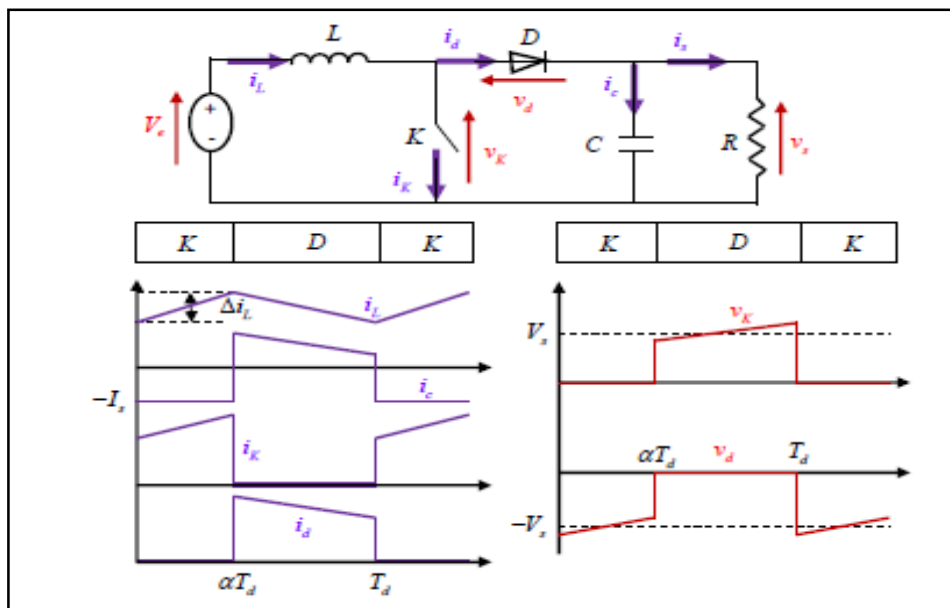 L
i_d
D
i_s
i_L
i_c
v_d
V_e
+
-
K
v_K
C
R
v_s
i_K
K D K
K D K
Δi_L
i_L
V_s
v_K
-I_s
i_c
i_K
αT_d
v_d
T_d
i_d
-V_s
αT_d
T_d